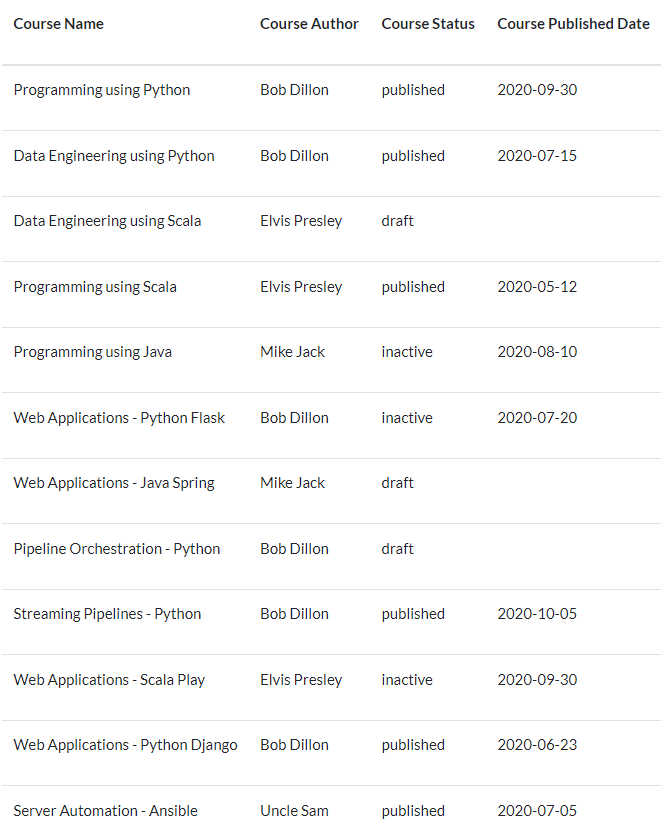 Course Name Course Author Course Status Course Published Date
Programming using Python Bob Dillon published 2020-09-30
Data Engineering using Python Bob Dillon published 2020-07-15
Data Engineering using Scala Elvis Presley draft
Programming using Scala Elvis Presley published 2020-05-12
Programming using Java Mike Jack inactive 2020-08-10
Web Applications - Python Flask Bob Dillon inactive 2020-07-20
Web Applications - Java Spring Mike Jack draft
Pipeline Orchestration - Python Bob Dillon draft
Streaming Pipelines - Python Bob Dillon published 2020-10-05
Web Applications - Scala Play Elvis Presley inactive 2020-09-30
Web Applications - Python Django Bob Dillon published 2020-06-23
Server Automation - Ansible Uncle Sam published 2020-07-05